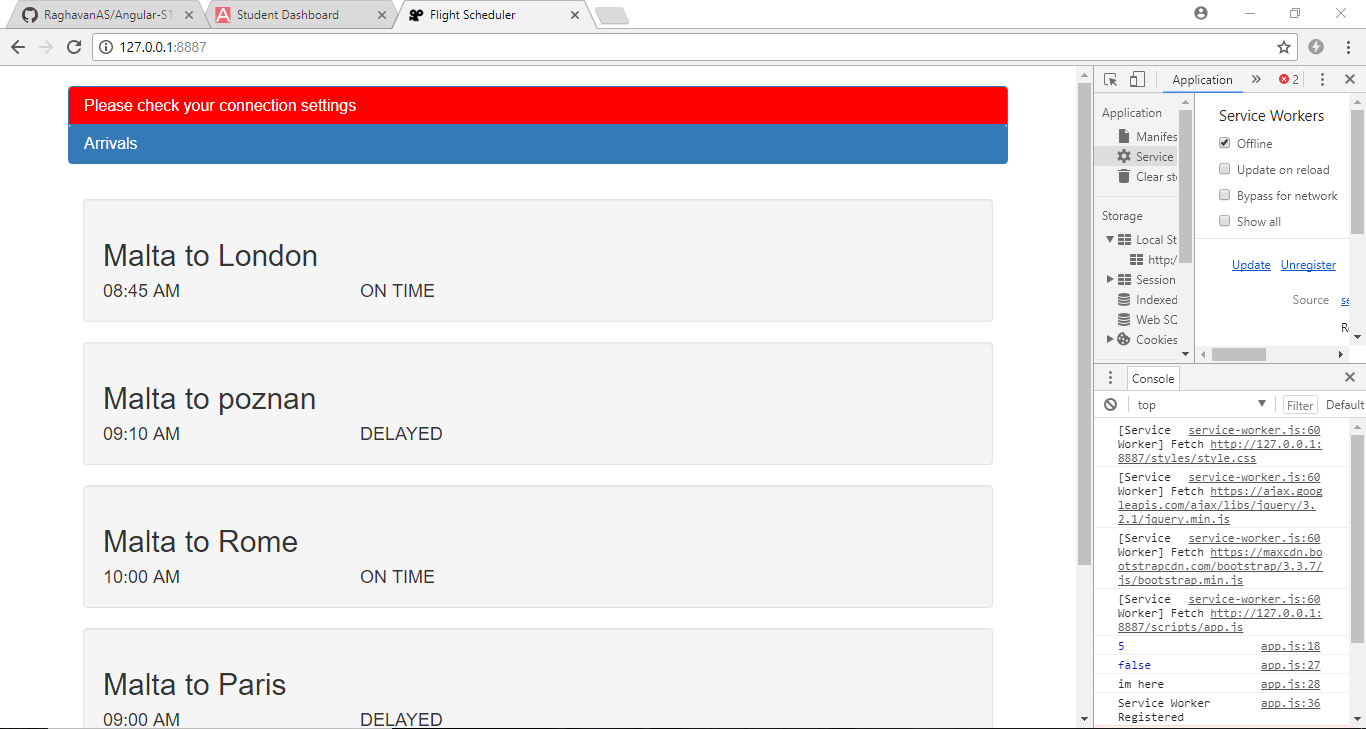 RaghavanAS/Angular-S1
Student Dashboard
Flight Scheduler
127.0.0.1:8887
Please check your connection settings
Arrivals
Malta to London
08:45 AM ON TIME
Malta to poznan
09:10 AM DELAYED
Malta to Rome
10:00 AM ON TIME
Malta to Paris
09:00 AM DELAYED
Application
2
Application
Manifes
Service
Clear st
Storage
Local St
http:/
Session
Indexed
Web SQ
Cookies
Service Workers
Offline
Update on reload
Bypass for network
Show all
Update Unregister
Source se
R
Console
top
Filter
Default
[Service service-worker.js:60
Worker] Fetch http://127.0.0.1:
8887/styles/style.css
[Service service-worker.js:60
Worker] Fetch https://ajax.goog
leapis.com/ajax/libs/jquery/3.
2.1/jquery.min.js
[Service service-worker.js:60
Worker] Fetch https://maxcdn.bo
otstrapcdn.com/bootstrap/3.3.7/
js/bootstrap.min.js
[Service service-worker.js:60
Worker] Fetch http://127.0.0.1:
8887/scripts/app.js
5 app.js:18
false app.js:27
im here app.js:28
Service Worker app.js:36
Registered